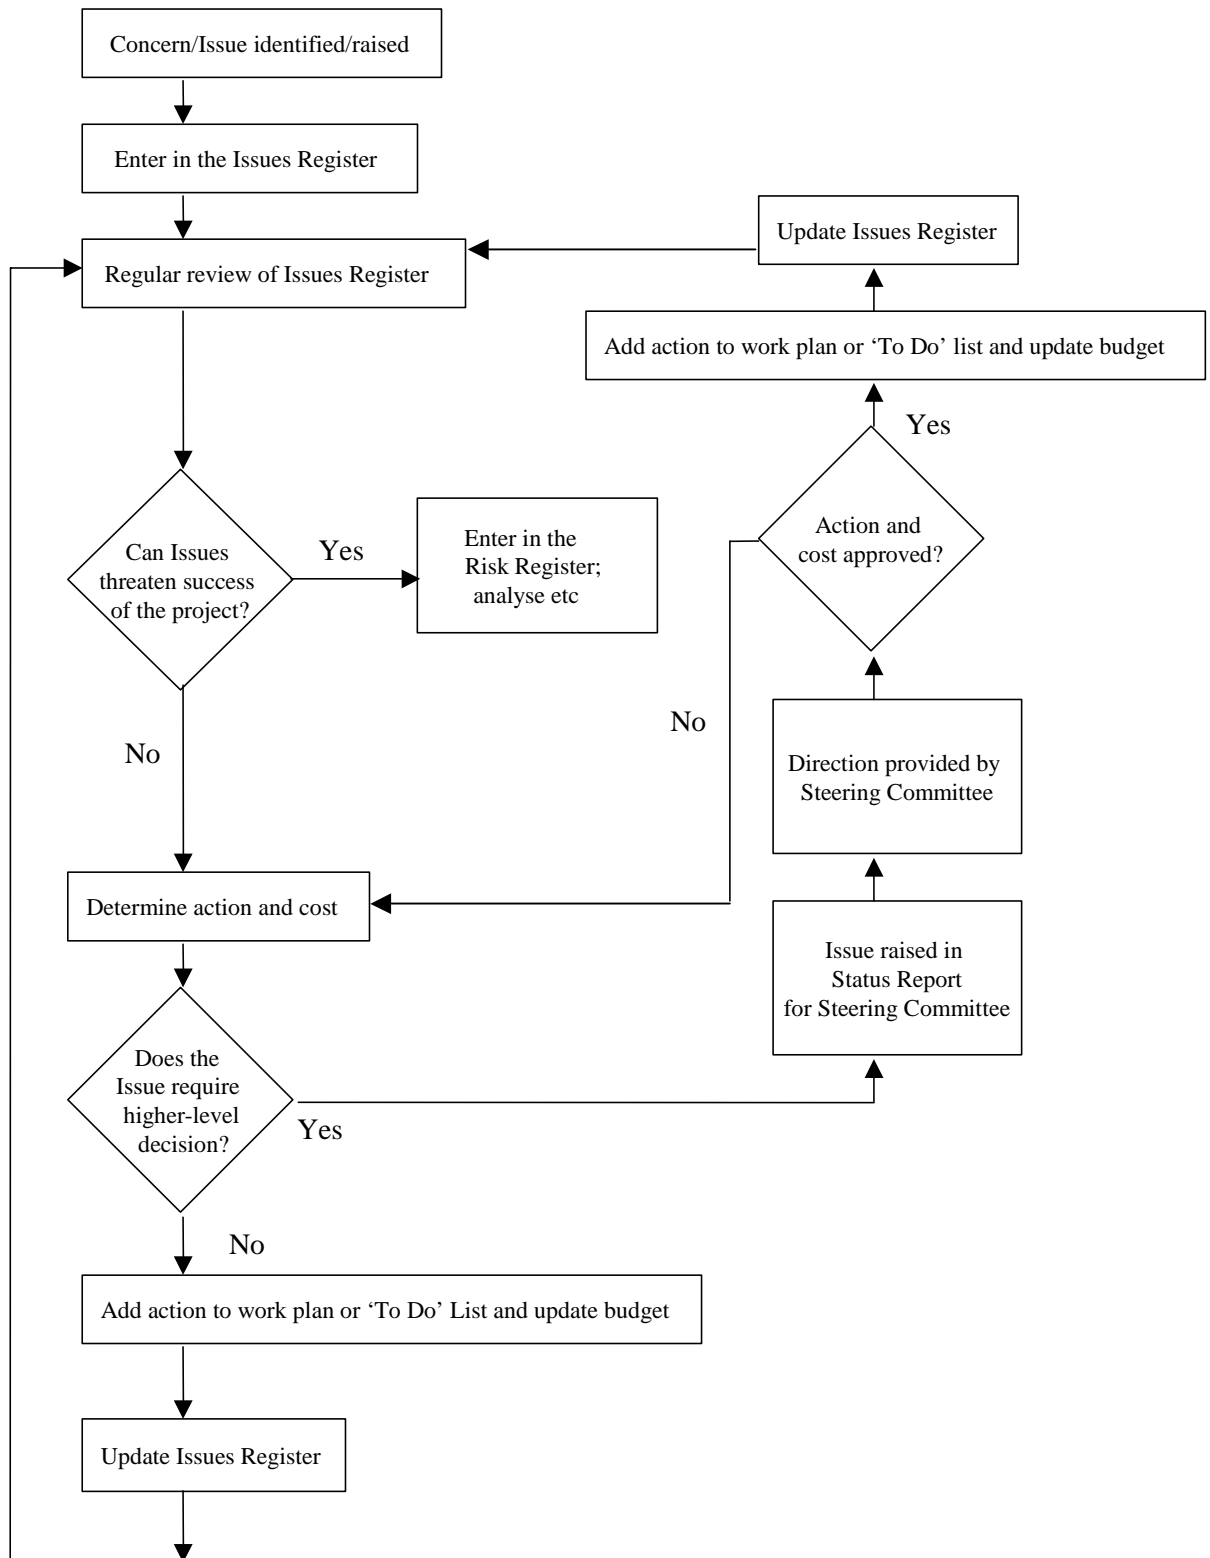 Concern/Issue identified/raised
Enter in the Issues Register
Regular review of Issues Register
Update Issues Register
Add action to work plan or ‘To Do’ list and update budget
Yes
Action and
cost approved?
Can Issues
threaten success
of the project?
Yes
Enter in the
Risk Register;
analyse etc
No
No
Direction provided by
Steering Committee
Determine action and cost
Issue raised in
Status Report
for Steering Committee
Does the
Issue require
higher-level
decision?
Yes
No
Add action to work plan or ‘To Do’ List and update budget
Update Issues Register